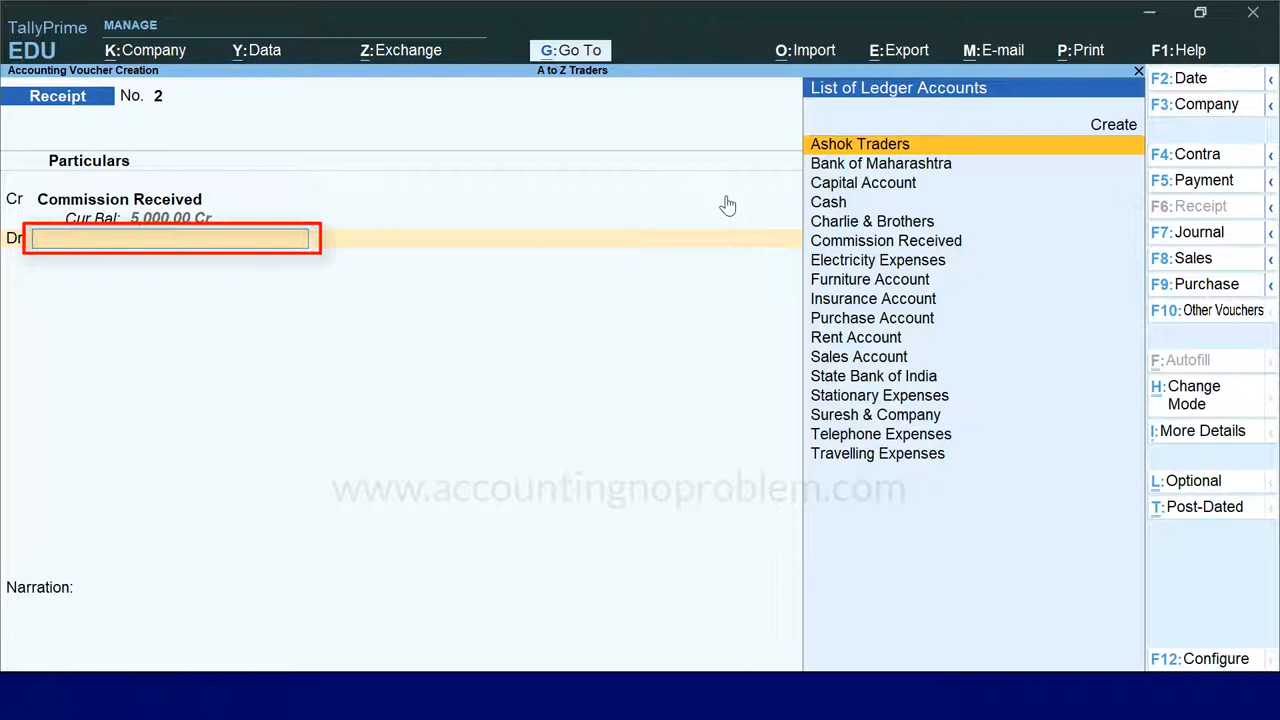 TallyPrime
EDU
MANAGE
K:Company
Y:Data
Z:Exchange
G:Go To
O:Import
E:Export
M:E-mail
P:Print
F1:Help
Accounting Voucher Creation
A to Z Traders
Receipt No. 2
Particulars
Cr Commission Received
Cur Bal: 5,000.00 Cr
Dr
Narration:
List of Ledger Accounts
Create
Ashok Traders
Bank of Maharashtra
Capital Account
Cash
Charlie & Brothers
Commission Received
Electricity Expenses
Furniture Account
Insurance Account
Purchase Account
Rent Account
Sales Account
State Bank of India
Stationary Expenses
Suresh & Company
Telephone Expenses
Travelling Expenses
F2:Date
F3:Company
F4:Contra
F5:Payment
F6:Receipt
F7:Journal
F8:Sales
F9:Purchase
F10:Other Vouchers
F:Autofill
H:Change
Mode
I:More Details
L:Optional
T:Post-Dated
F12:Configure
www.accountingnoproblem.com